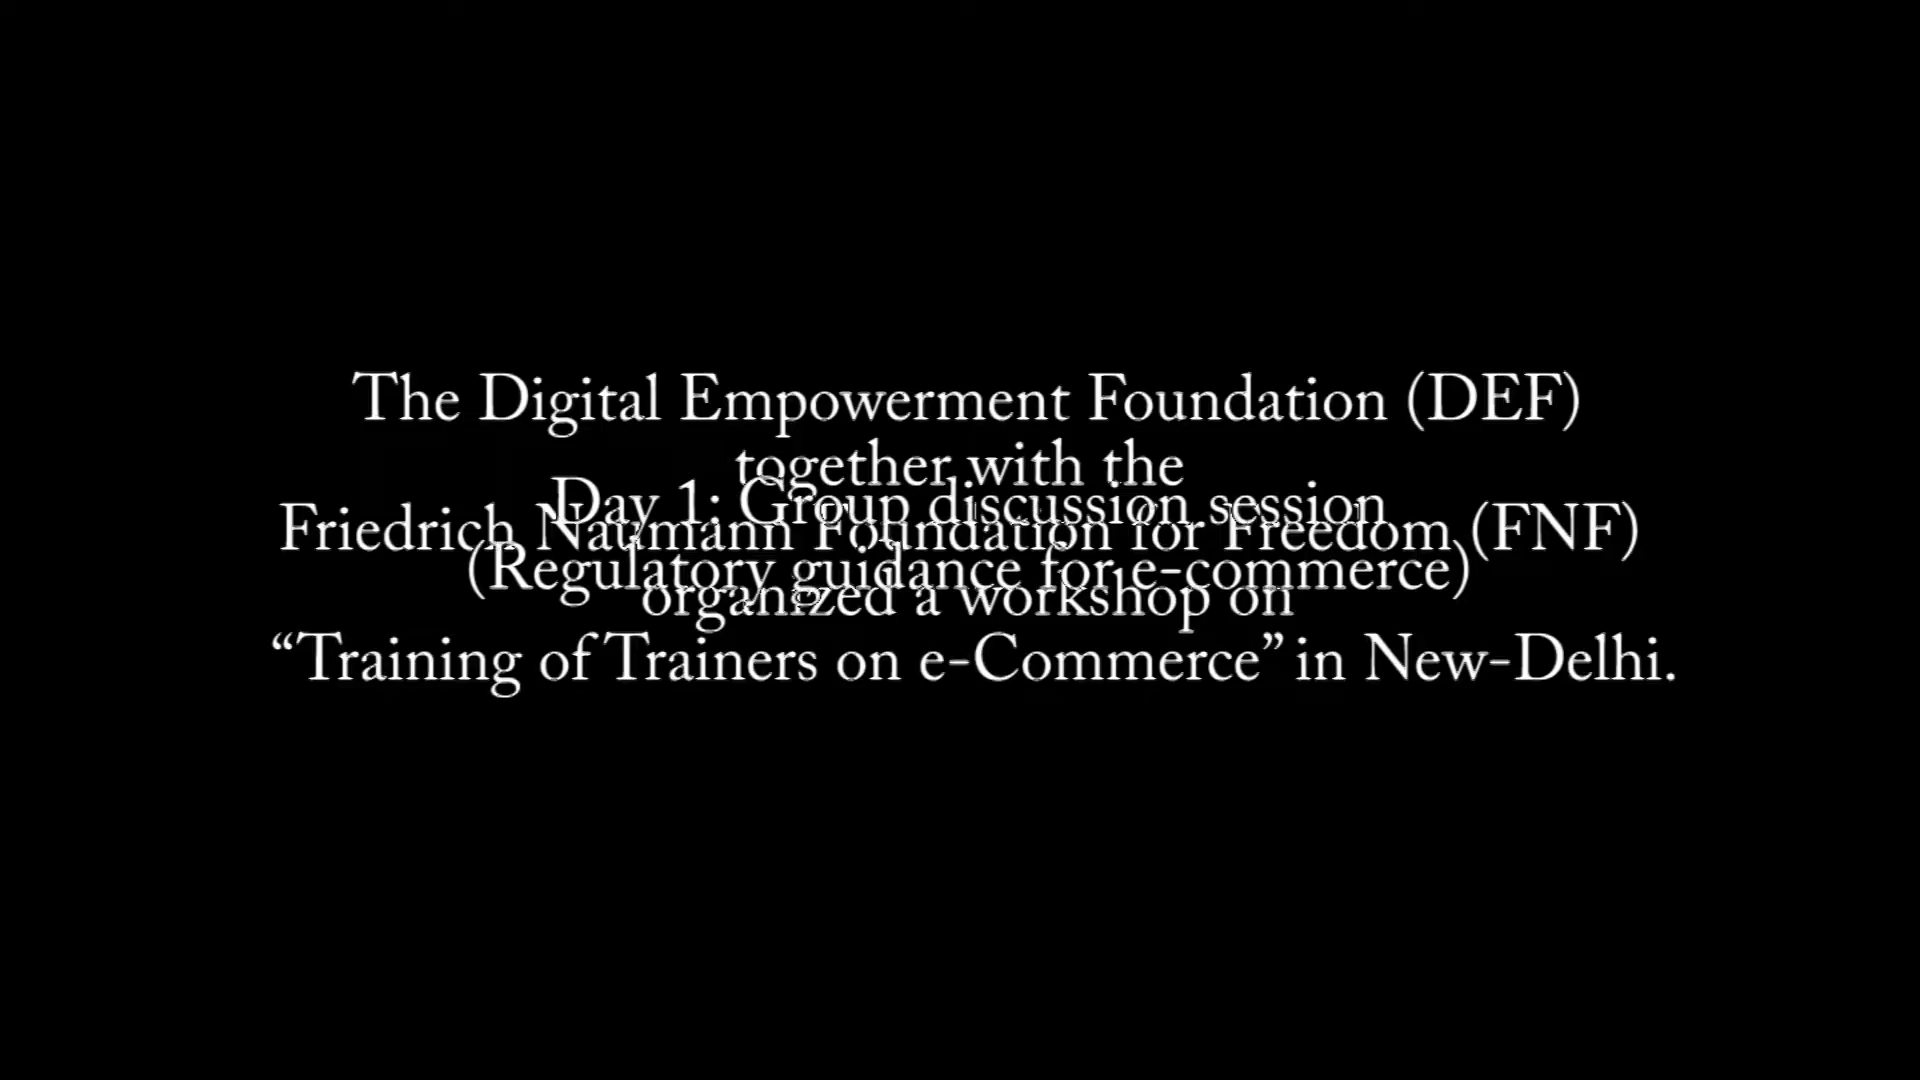 The Digital Empowerment Foundation (DEF)
together with the
Day 1: Group discussion session
Friedrich Naumann Foundation for Freedom (FNF)
(Regulatory guidance for e-commerce)
organized a workshop on
“Training of Trainers on e-Commerce” in New-Delhi.